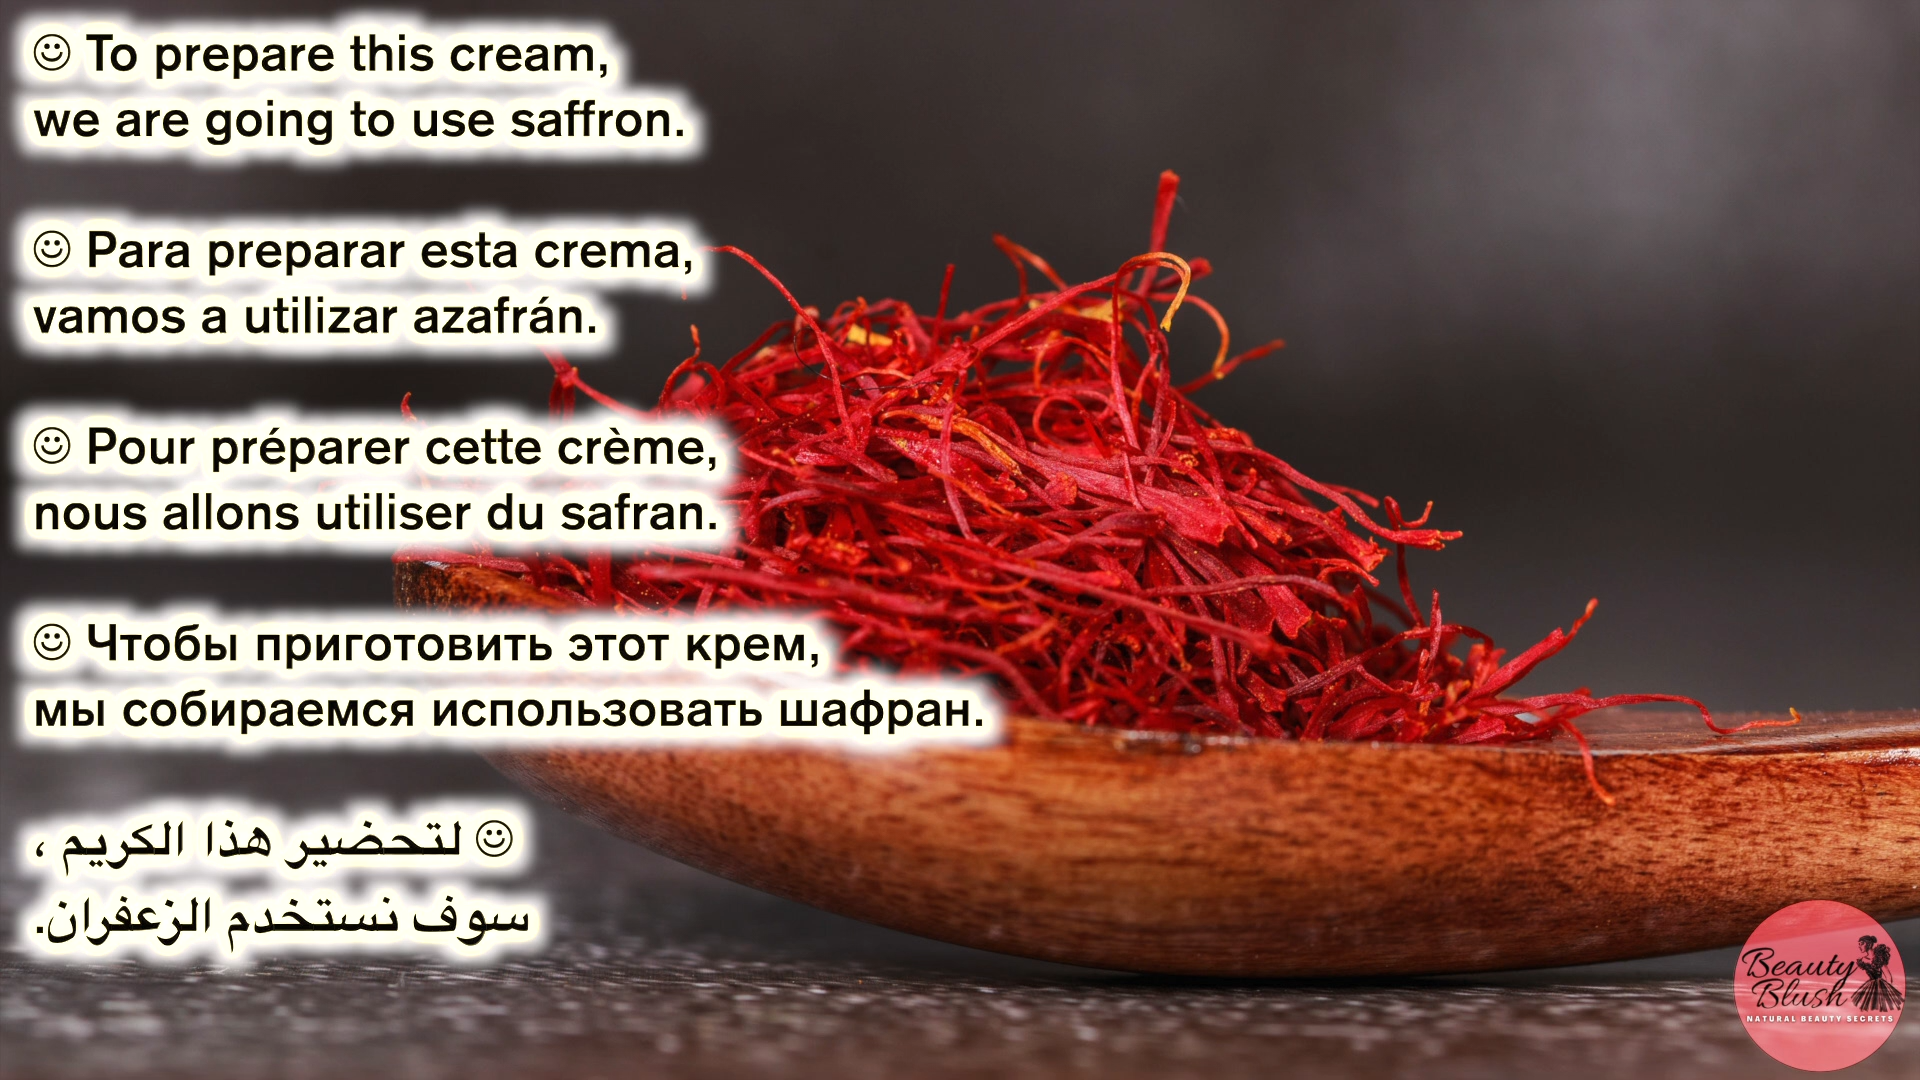 ☺ To prepare this cream,
we are going to use saffron.
☺ Para preparar esta crema,
vamos a utilizar azafrán.
☺ Pour préparer cette crème,
nous allons utiliser du safran.
☺ Чтобы приготовить этот крем,
мы собираемся использовать шафран.
☺ لتحضير هذا الكريم ،
سوف نستخدم الزعفران.
Beauty
Blush
NATURAL BEAUTY SECRETS